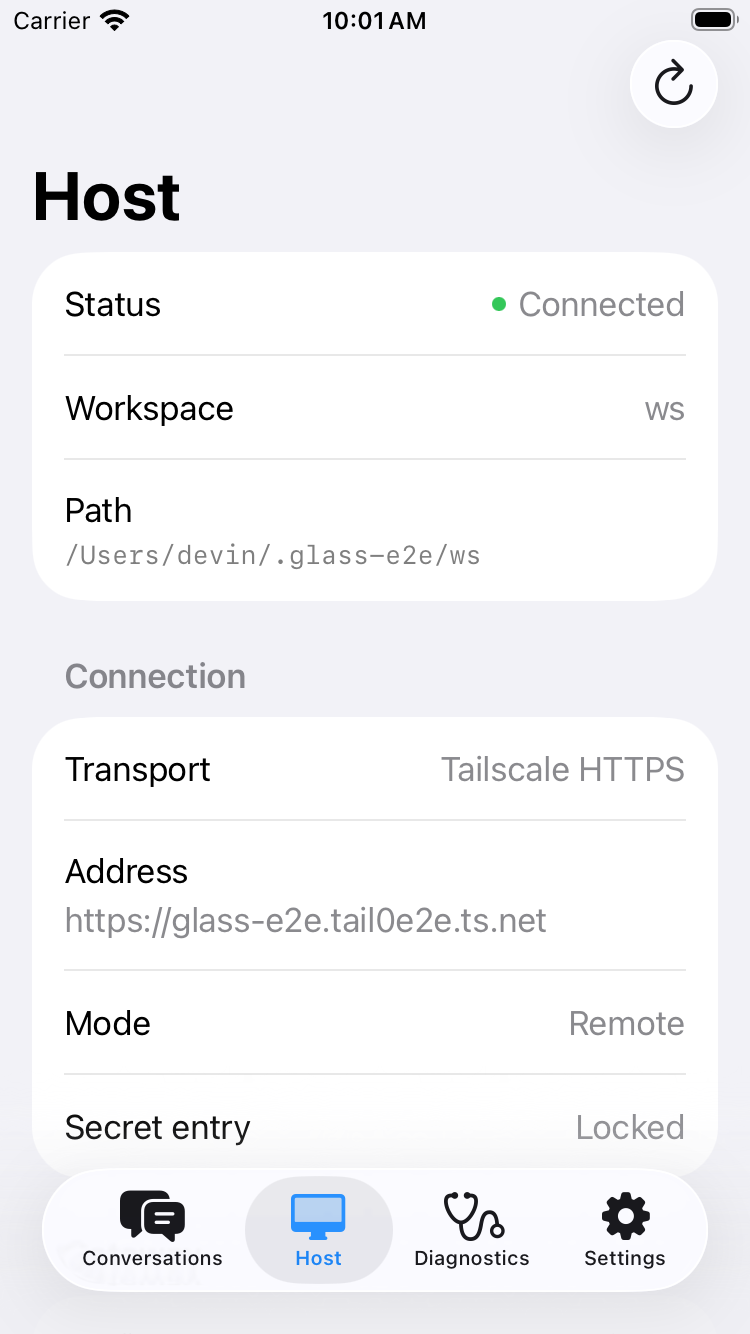 Carrier 10:01 AM
Host
Status Connected
Workspace ws
Path
/Users/devin/.glass-e2e/ws
Connection
Transport Tailscale HTTPS
Address
https://glass-e2e.tail0e2e.ts.net
Mode Remote
Secret entry Locked
Conversations Host Diagnostics Settings